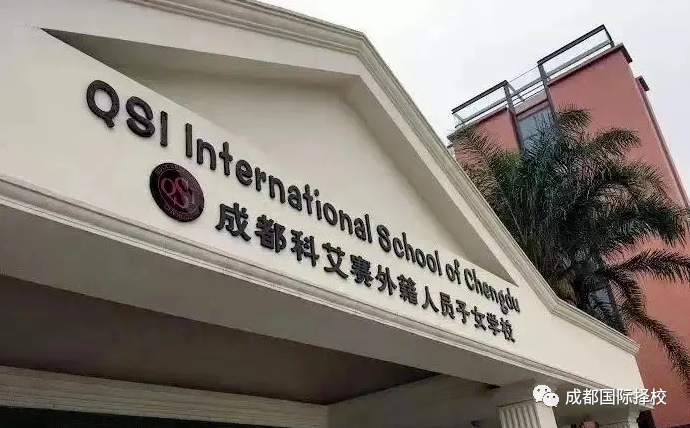 QSI International School of Chengdu
QSI
成都科艾赛外籍人员子女学校
成都国际择校